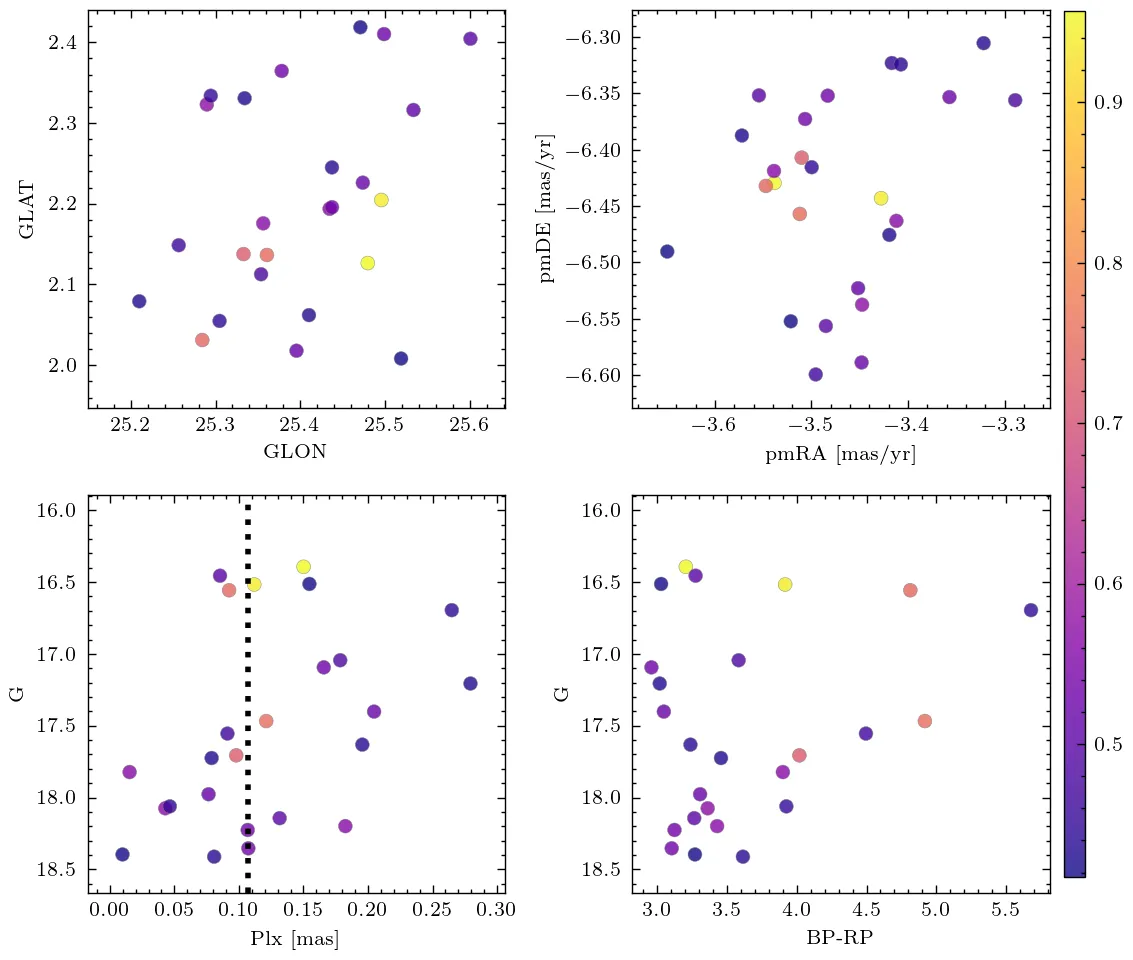 2.4
2.3
2.2
2.1
2.0
GLAT
25.2 25.3 25.4 25.5 25.6
GLON
−6.30
−6.35
−6.40
−6.45
−6.50
−6.55
−6.60
pmDE [mas/yr]
−3.6 −3.5 −3.4 −3.3
pmRA [mas/yr]
16.0
16.5
17.0
17.5
18.0
18.5
G
0.00 0.05 0.10 0.15 0.20 0.25 0.30
Plx [mas]
16.0
16.5
17.0
17.5
18.0
18.5
G
3.0 3.5 4.0 4.5 5.0 5.5
BP-RP
0.9
0.8
0.7
0.6
0.5